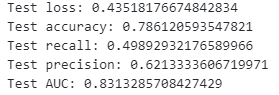 Test loss: 0.43518176674842834
Test accuracy: 0.786120593547821
Test recall: 0.49892932176589966
Test precision: 0.6213333606719971
Test AUC: 0.8313285708427429